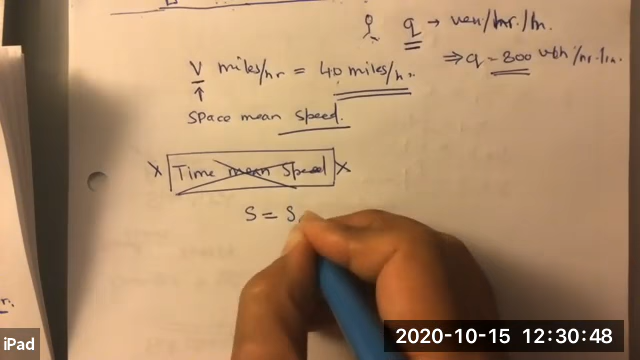 q → veh/hr/ln.
⇒ q = 800 veh/hr/ln.
V miles/hr = 40 miles/hr.
↑
Space mean speed.
x Time mean Speed x
S = S
r.
iPad
2020-10-15 12:30:48